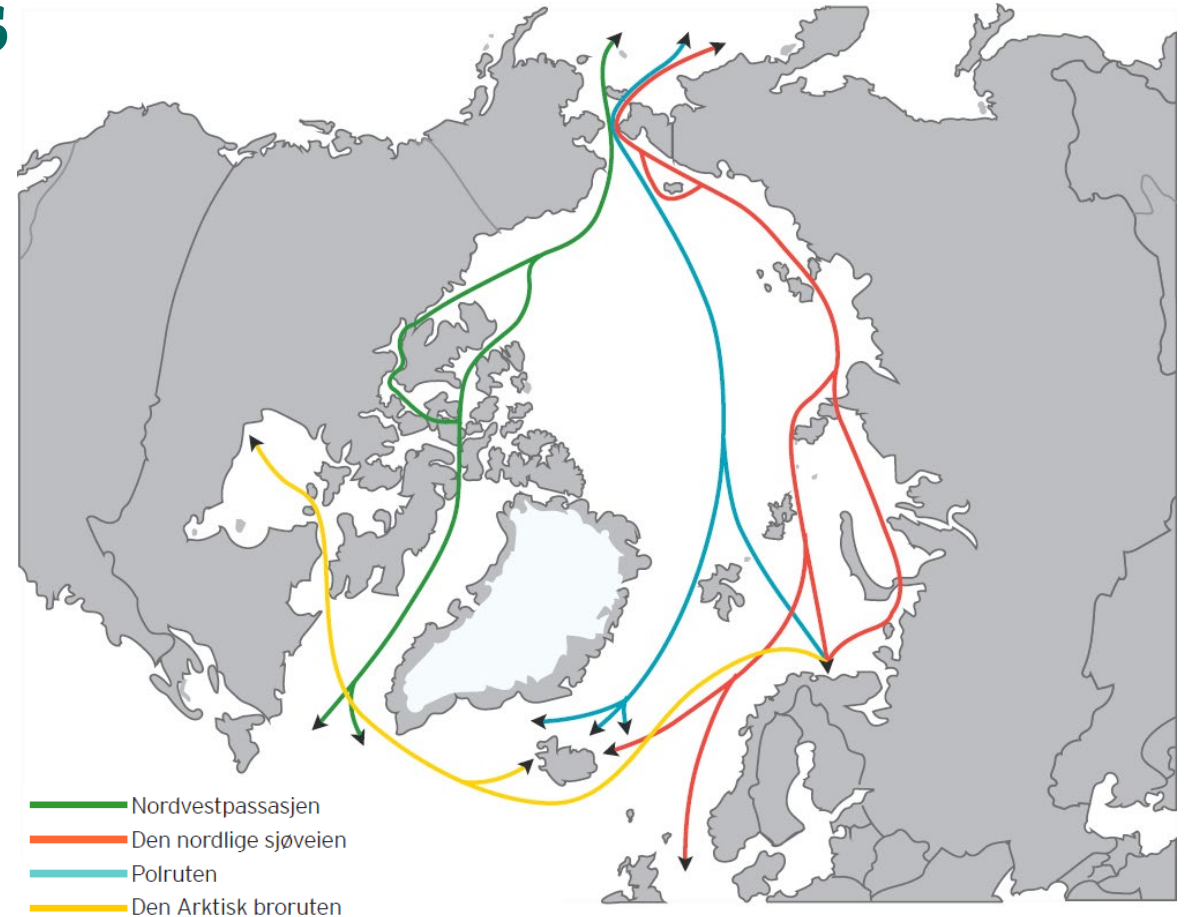 s
Nordvestpassasjen
Den nordlige sjøveien
Polruten
Den Arktisk broruten